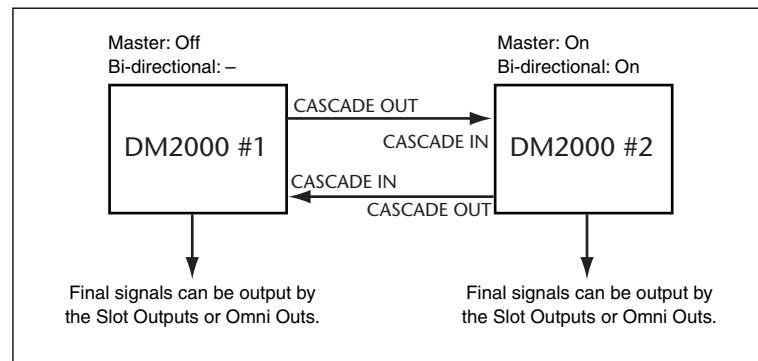 Master: Off
Bi-directional: –
Master: On
Bi-directional: On
CASCADE OUT
DM2000 #1
CASCADE IN
DM2000 #2
CASCADE IN
CASCADE OUT
Final signals can be output by
the Slot Outputs or Omni Outs.
Final signals can be output by
the Slot Outputs or Omni Outs.